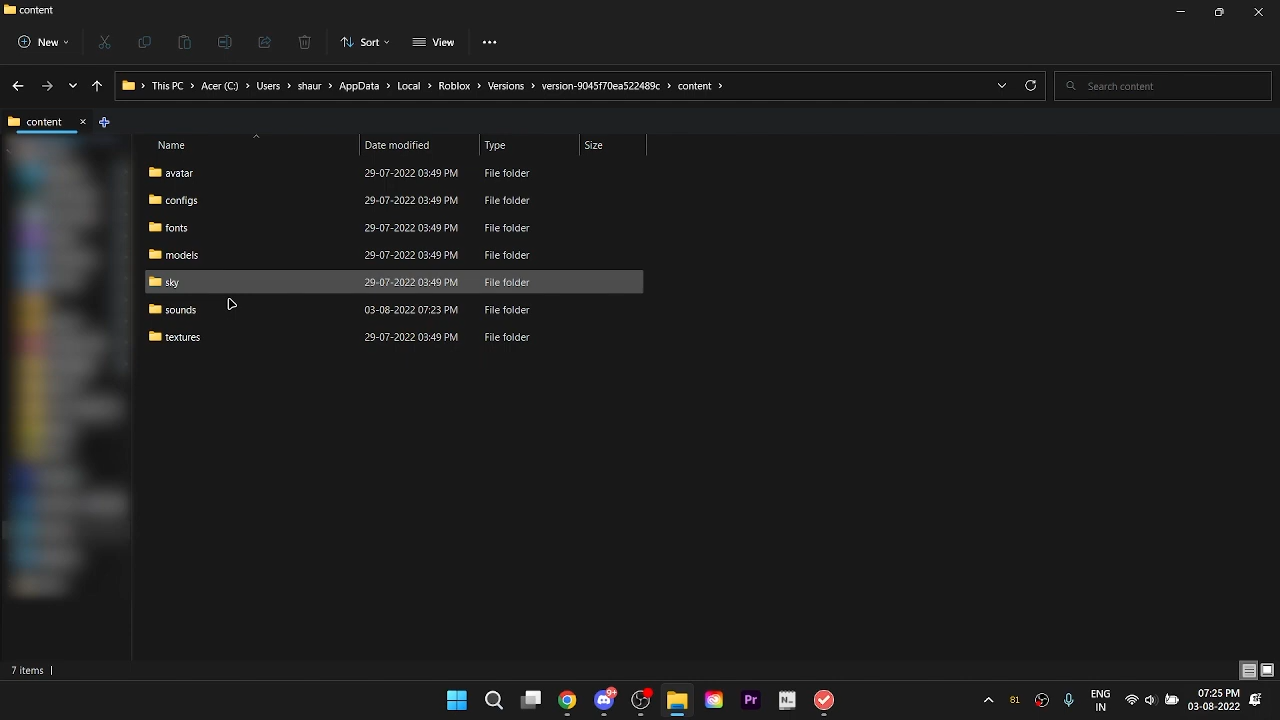 content
New
Sort
View
This PC > Acer (C:) > Users > shaur > AppData > Local > Roblox > Versions > version-9045f70ea522489c > content >
Search content
content
Name Date modified Type Size
avatar 29-07-2022 03:49 PM File folder
configs 29-07-2022 03:49 PM File folder
fonts 29-07-2022 03:49 PM File folder
models 29-07-2022 03:49 PM File folder
sky 29-07-2022 03:49 PM File folder
sounds 03-08-2022 07:23 PM File folder
textures 29-07-2022 03:49 PM File folder
7 items
9+
Pr
N
81
ENG
IN
07:25 PM
03-08-2022